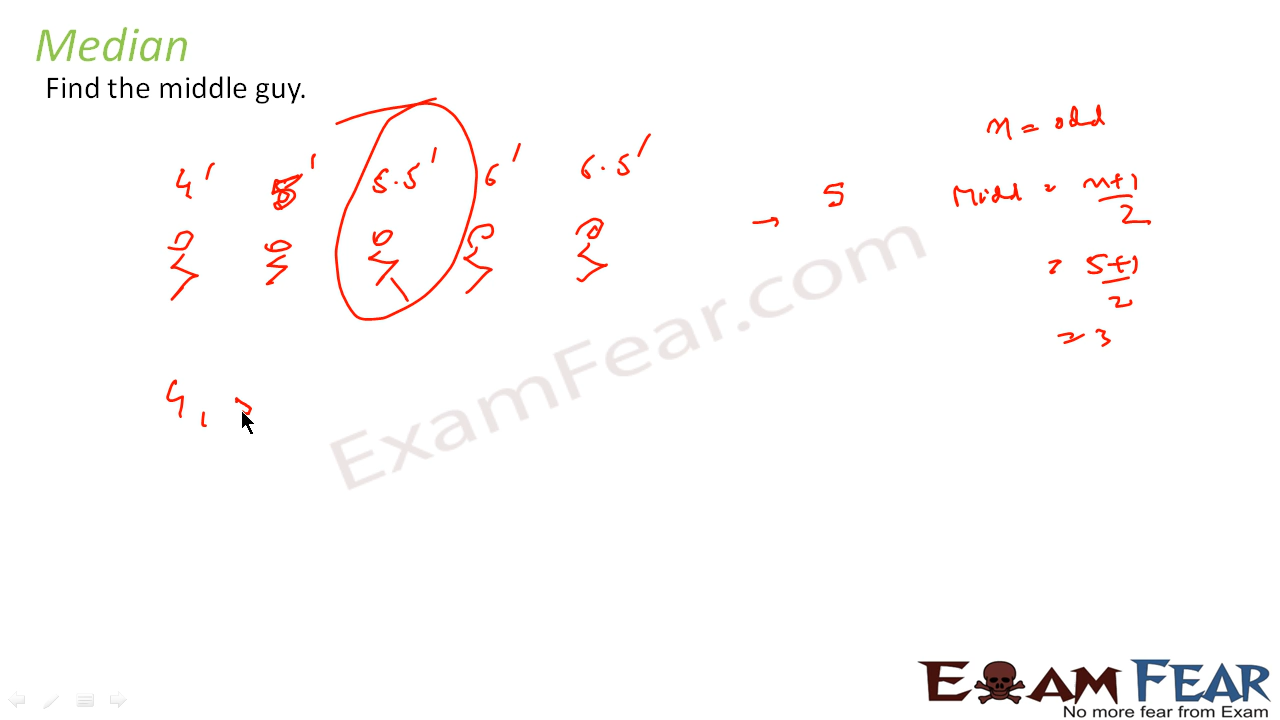 Median
Find the middle guy.
n = odd
4' 5' 5.5' 6' 6.5'
→ 5
Midd = n+1/2
= 5+1/2
= 3
4,
ExamFear.com
EXAM FEAR
No more fear from Exam